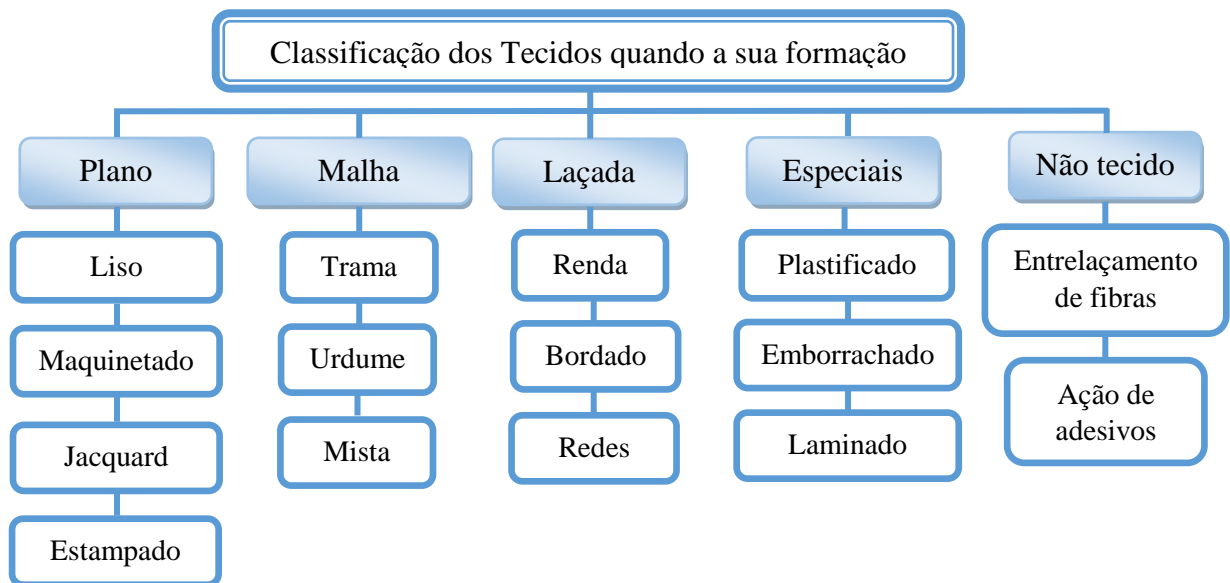 Classificação dos Tecidos quando a sua formação
Plano
Malha
Laçada
Especiais
Não tecido
Liso
Maquinetado
Jacquard
Estampado
Trama
Urdume
Mista
Renda
Bordado
Redes
Plastificado
Emborrachado
Laminado
Entrelaçamento
de fibras
Ação de
adesivos